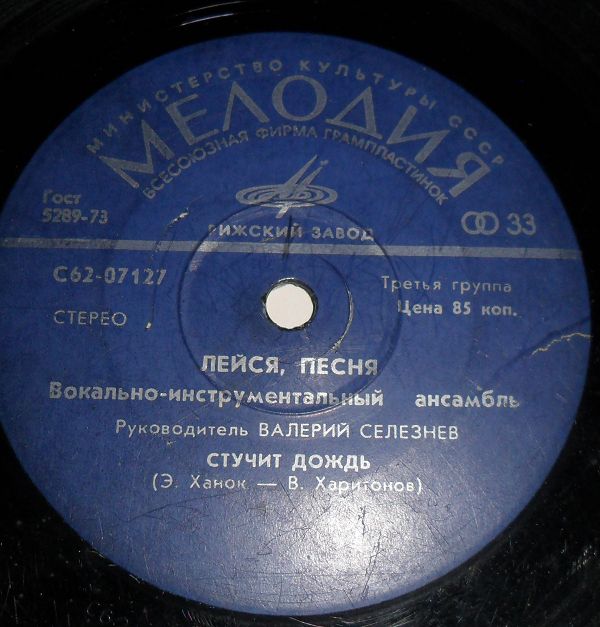 МИНИСТЕРСТВО КУЛЬТУРЫ СССР
МЕЛОДИЯ
ВСЕСОЮЗНАЯ ФИРМА ГРАМПЛАСТИНОК
Гост
5289-73
33
РИЖСКИЙ ЗАВОД
С62-07127
Третья группа
Цена 85 коп.
СТЕРЕО
ЛЕЙСЯ, ПЕСНЯ
Вокально-инструментальный ансамбль
Руководитель ВАЛЕРИЙ СЕЛЕЗНЕВ
СТУЧИТ ДОЖДЬ
(Э. Ханок — В. Харитонов)